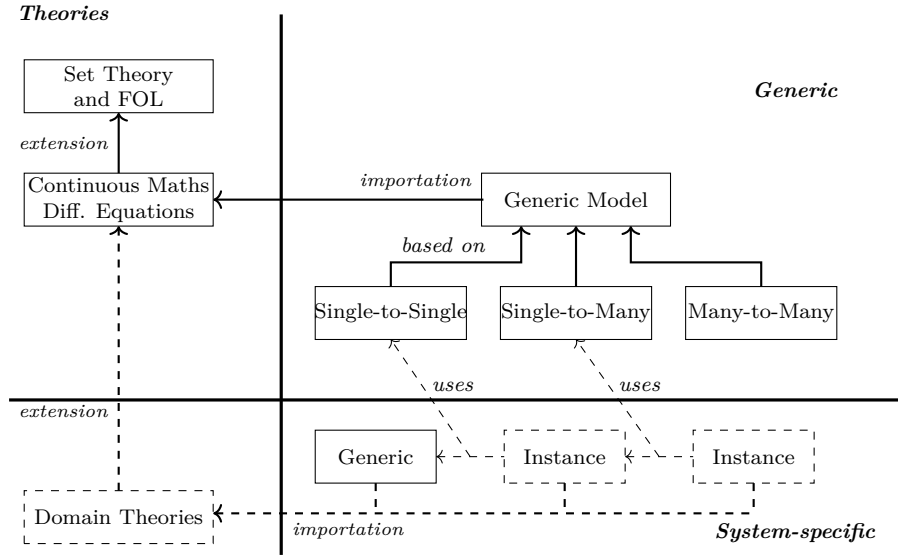 Theories
Set Theory
and FOL
Generic
extension
Continuous Maths
Diff. Equations
importation
Generic Model
based on
Single-to-Single
Single-to-Many
Many-to-Many
uses
uses
extension
Generic
Instance
Instance
Domain Theories
importation
System-specific